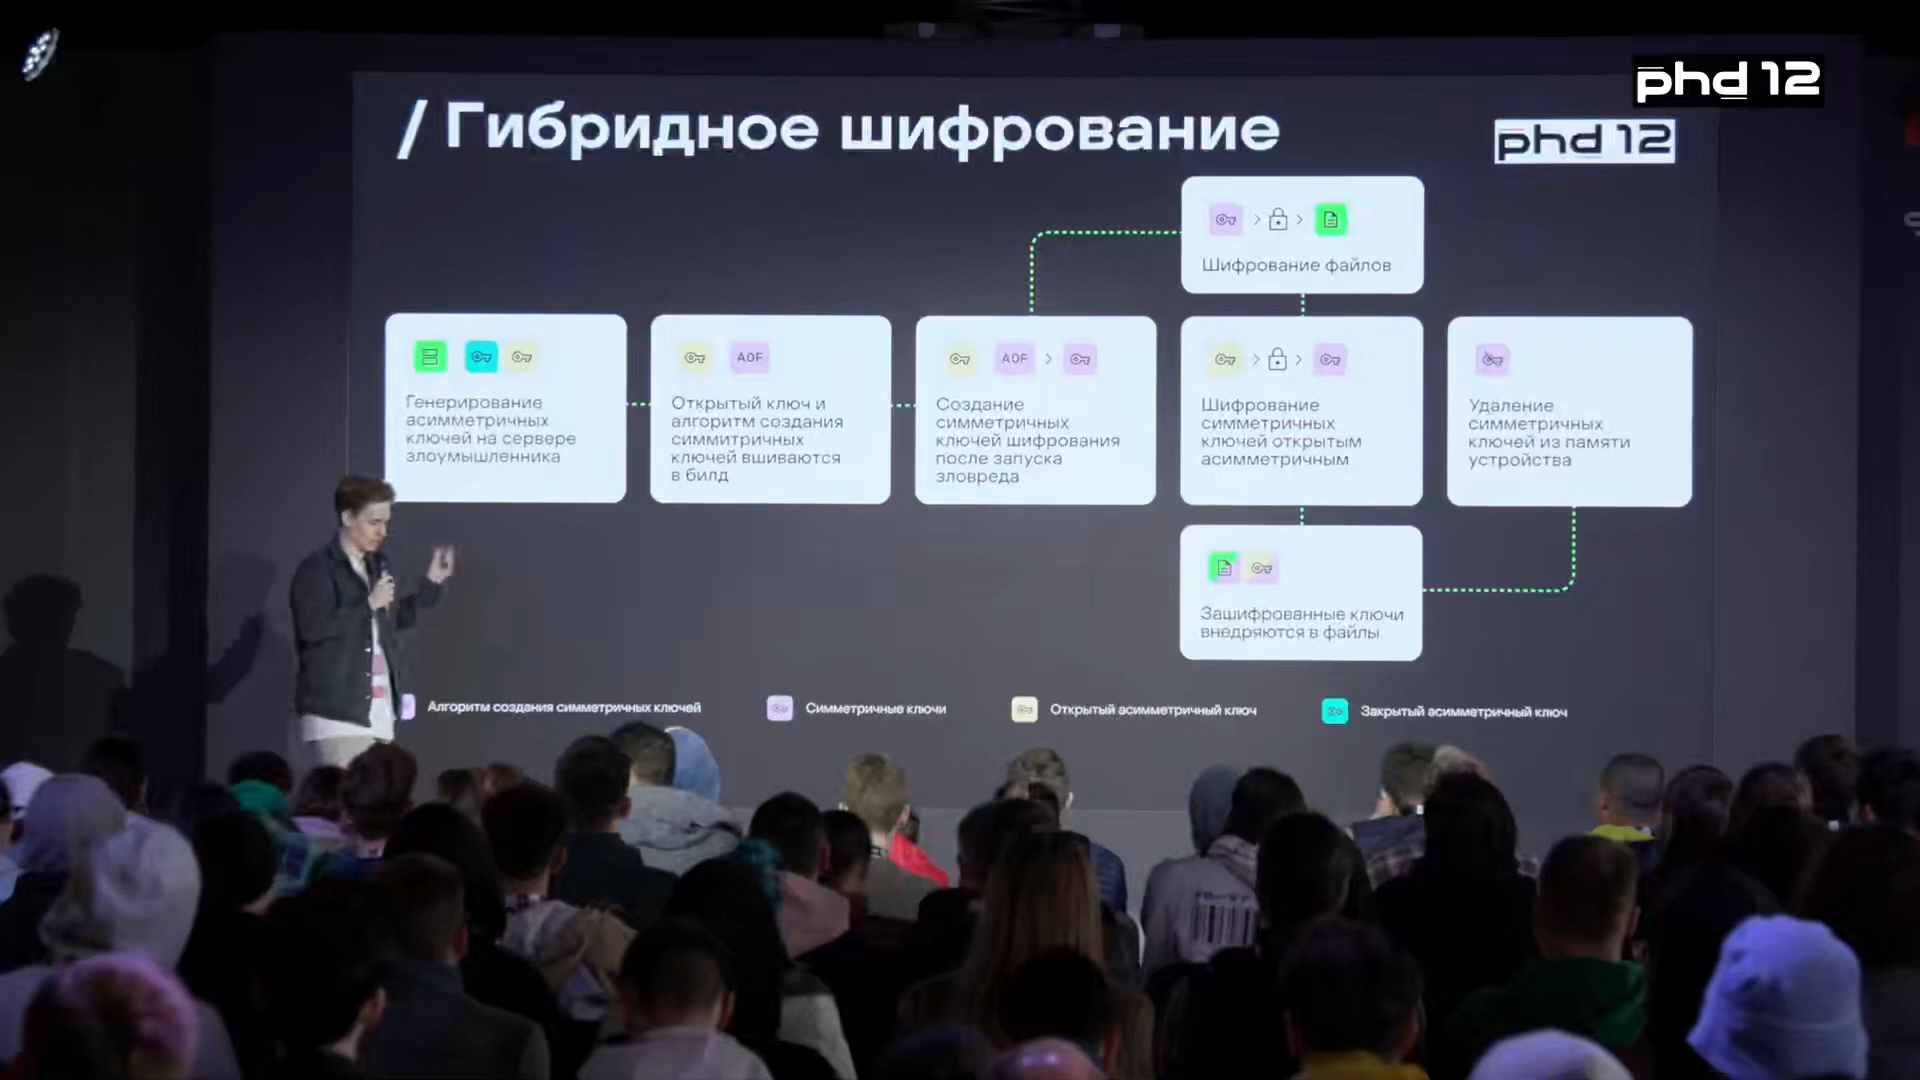 phd 12
/ Гибридное шифрование
phd 12
Шифрование файлов
Генерирование
асимметричных
ключей на сервере
злоумышленника
AOF
Открытый ключ и
алгоритм создания
симмитричных
ключей вшиваются
в билд
AOF
Создание
симметричных
ключей шифрования
после запуска
зловреда
Шифрование
симметричных
ключей открытым
асимметричным
Удаление
симметричных
ключей из памяти
устройства
Зашифрованные ключи
внедряются в файлы
Алгоритм создания симметричных ключей
Симметричные ключи
Открытый асимметричный ключ
Закрытый асимметричный ключ